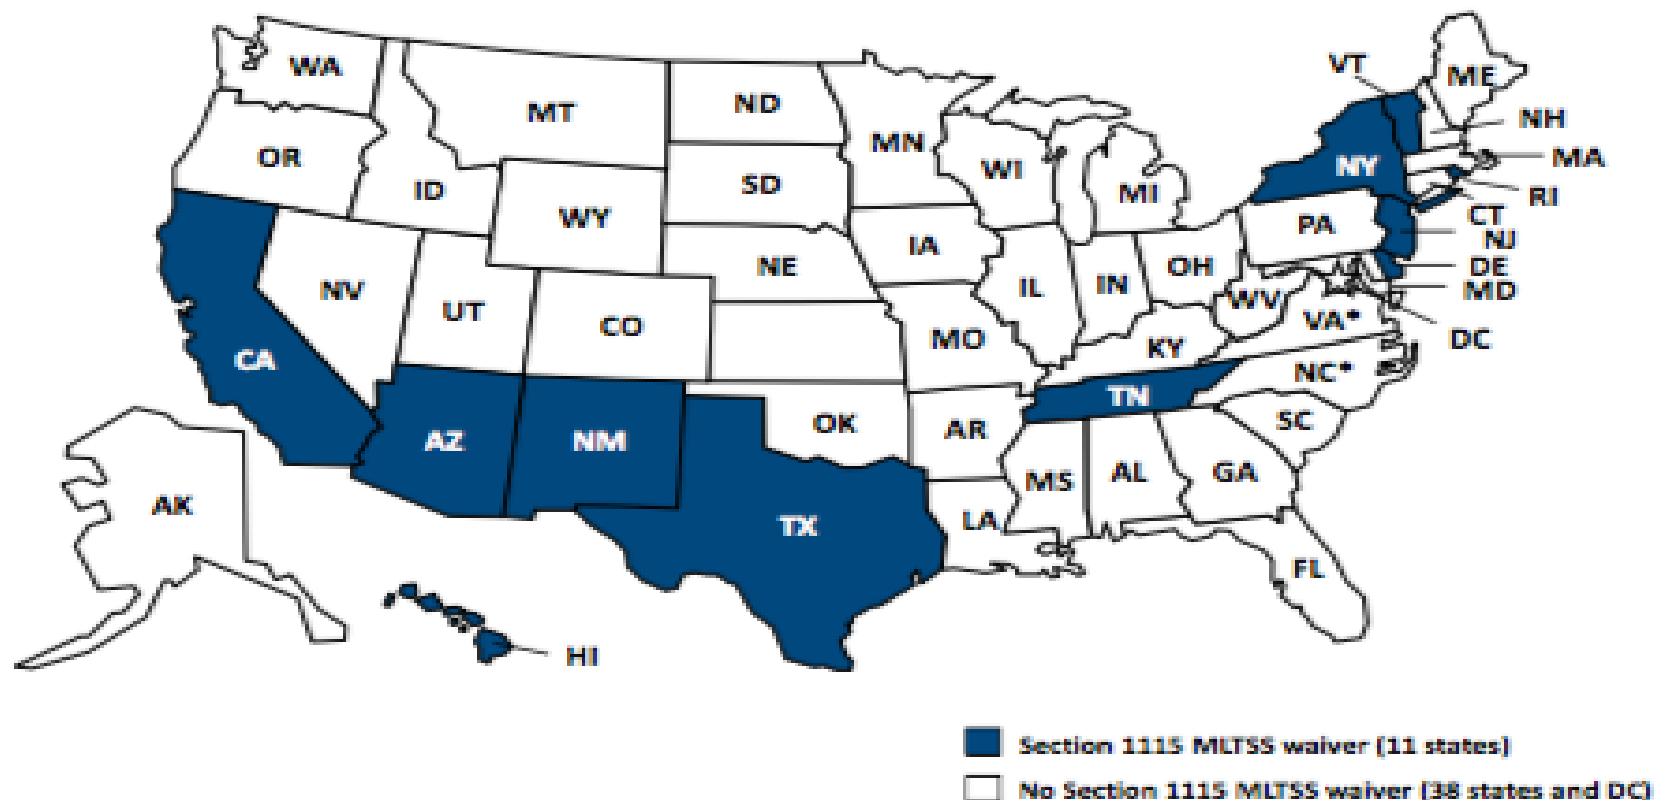 WA
MT
ND
MN
VT
ME
NH
OR
ID
SD
WI
MI
NY
MA
RI
WY
CT
PA
NJ
IA
NE
OH
DE
NV
IL
IN
MD
UT
WV
CO
VA*
DC
MO
KY
CA
NC*
TN
OK
AR
SC
AZ
NM
MS
AL
GA
AK
TX
LA
FL
HI
Section 1115 MLTSS waiver (11 states)
No Section 1115 MLTSS waiver (38 states and DC)